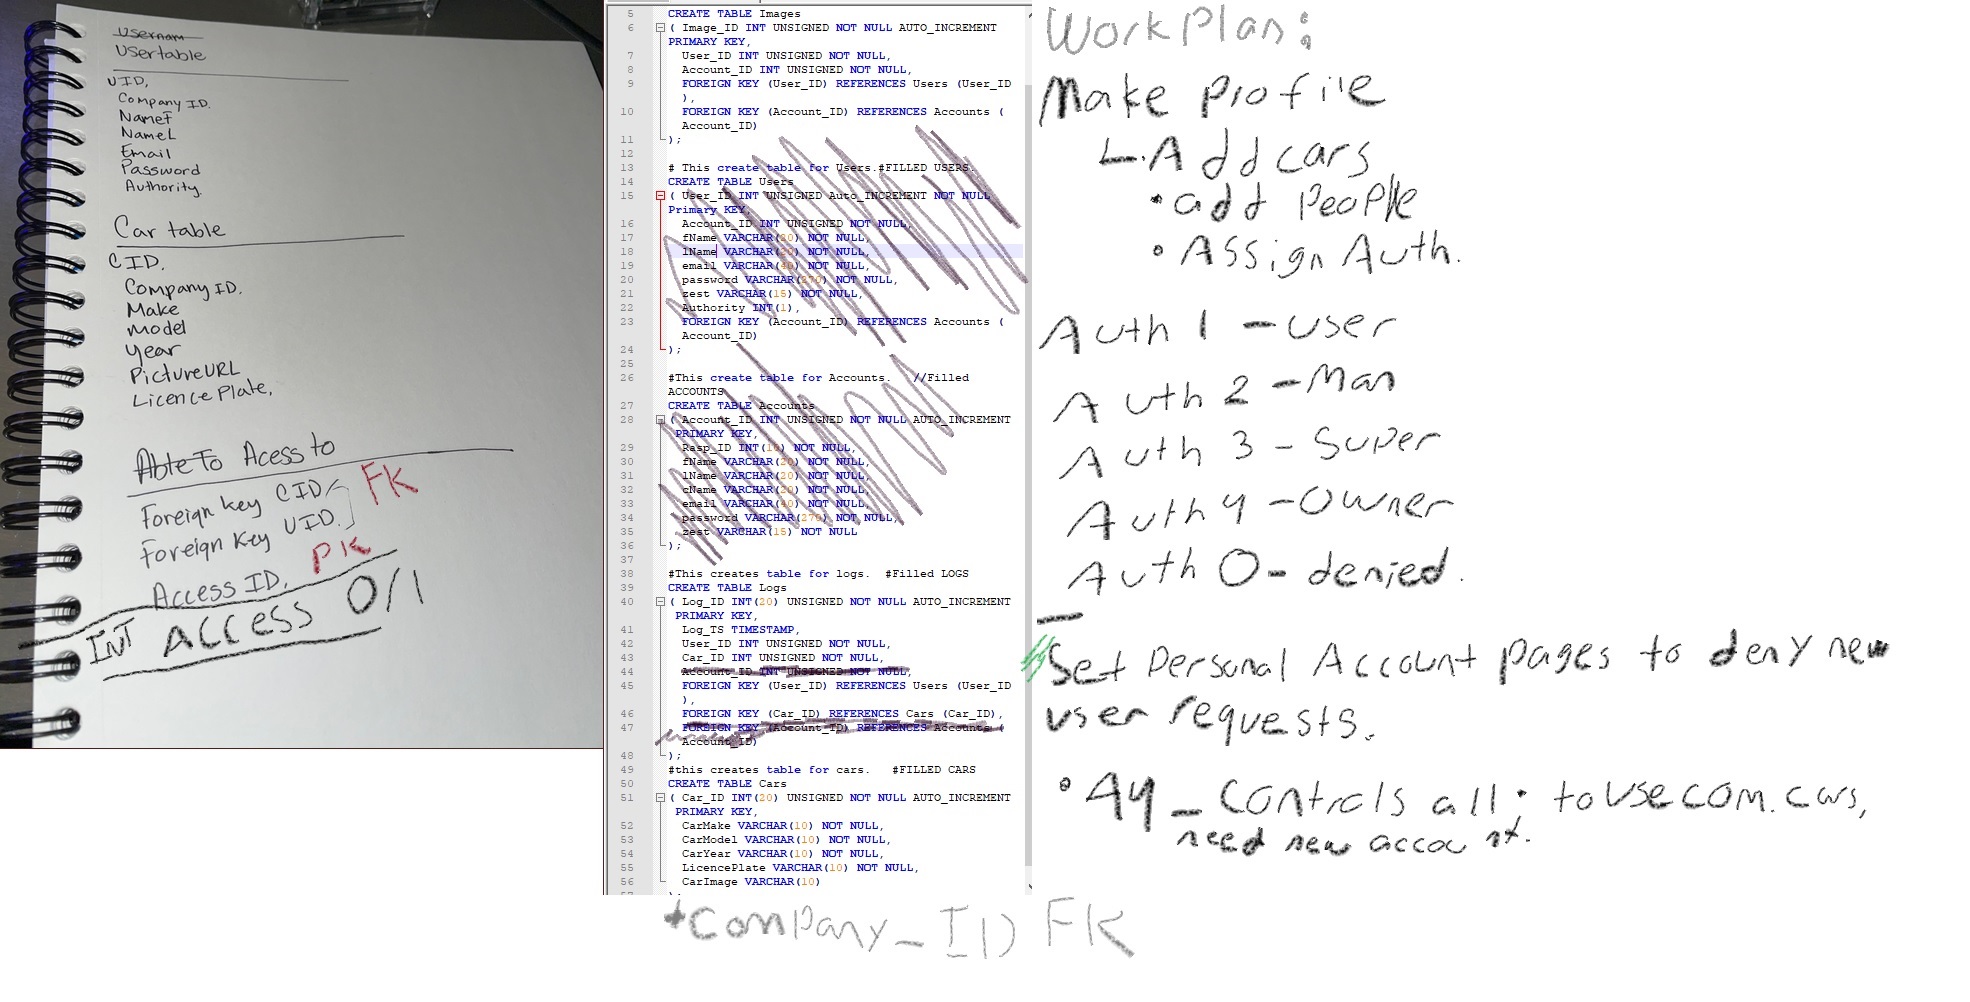 Usernam
Usertable
UID,
Company ID.
NameF
NameL
Email
Password
Authority.
Car table
CID.
Company ID.
Make
Model
Year
PictureURL
Licence Plate,
Able To Acess to
Foreign key CID
FK
Foreign Key UID.
PK
Access ID.
INT Access 0/1
5 CREATE TABLE Images
6 ( Image_ID INT UNSIGNED NOT NULL AUTO_INCREMENT
PRIMARY KEY,
7 User_ID INT UNSIGNED NOT NULL,
8 Account_ID INT UNSIGNED NOT NULL,
9 FOREIGN KEY (User_ID) REFERENCES Users (User_ID
),
10 FOREIGN KEY (Account_ID) REFERENCES Accounts (
Account_ID)
11 );
12
13 # This create table for Users.#FILLED USERS.
14 CREATE TABLE Users
15 ( User_ID INT UNSIGNED Auto_INCREMENT NOT NULL
Primary KEY,
16 Account_ID INT UNSIGNED NOT NULL,
17 fName VARCHAR(20) NOT NULL,
18 lName VARCHAR(20) NOT NULL,
19 email VARCHAR(40) NOT NULL,
20 password VARCHAR(270) NOT NULL,
21 zest VARCHAR(15) NOT NULL,
22 Authority INT(1),
23 FOREIGN KEY (Account_ID) REFERENCES Accounts (
Account_ID)
24 );
25
26 #This create table for Accounts. //Filled
ACCOUNTS
27 CREATE TABLE Accounts
28 ( Account_ID INT UNSIGNED NOT NULL AUTO_INCREMENT
PRIMARY KEY,
29 Rasp_ID INT(10) NOT NULL,
30 fName VARCHAR(20) NOT NULL,
31 lName VARCHAR(20) NOT NULL,
32 cName VARCHAR(20) NOT NULL,
33 email VARCHAR(40) NOT NULL,
34 password VARCHAR(270) NOT NULL,
35 zest VARCHAR(15) NOT NULL
36 );
37
38 #This creates table for logs. #Filled LOGS
39 CREATE TABLE Logs
40 ( Log_ID INT(20) UNSIGNED NOT NULL AUTO_INCREMENT
PRIMARY KEY,
41 Log_TS TIMESTAMP,
42 User_ID INT UNSIGNED NOT NULL,
43 Car_ID INT UNSIGNED NOT NULL,
44 Account_ID INT UNSIGNED NOT NULL,
45 FOREIGN KEY (User_ID) REFERENCES Users (User_ID
),
46 FOREIGN KEY (Car_ID) REFERENCES Cars (Car_ID),
47 FOREIGN KEY (Account_ID) REFERENCES Accounts (
Account_ID)
48 );
49 #this creates table for cars. #FILLED CARS
50 CREATE TABLE Cars
51 ( Car_ID INT(20) UNSIGNED NOT NULL AUTO_INCREMENT
PRIMARY KEY,
52 CarMake VARCHAR(10) NOT NULL,
53 CarModel VARCHAR(10) NOT NULL,
54 CarYear VARCHAR(10) NOT NULL,
55 LicencePlate VARCHAR(10) NOT NULL,
56 CarImage VARCHAR(10)
+Company_ID FK
Work Plan:
Make profile
Add cars
• add People
• Assign Auth.
Auth 1 - user
Auth 2 - Man
Auth 3 - Super
Auth 4 - Owner
Auth 0 - denied.
Set Personal Account pages to deny new
user requests.
• A4 - Controls all • to use com. cars,
need new account.